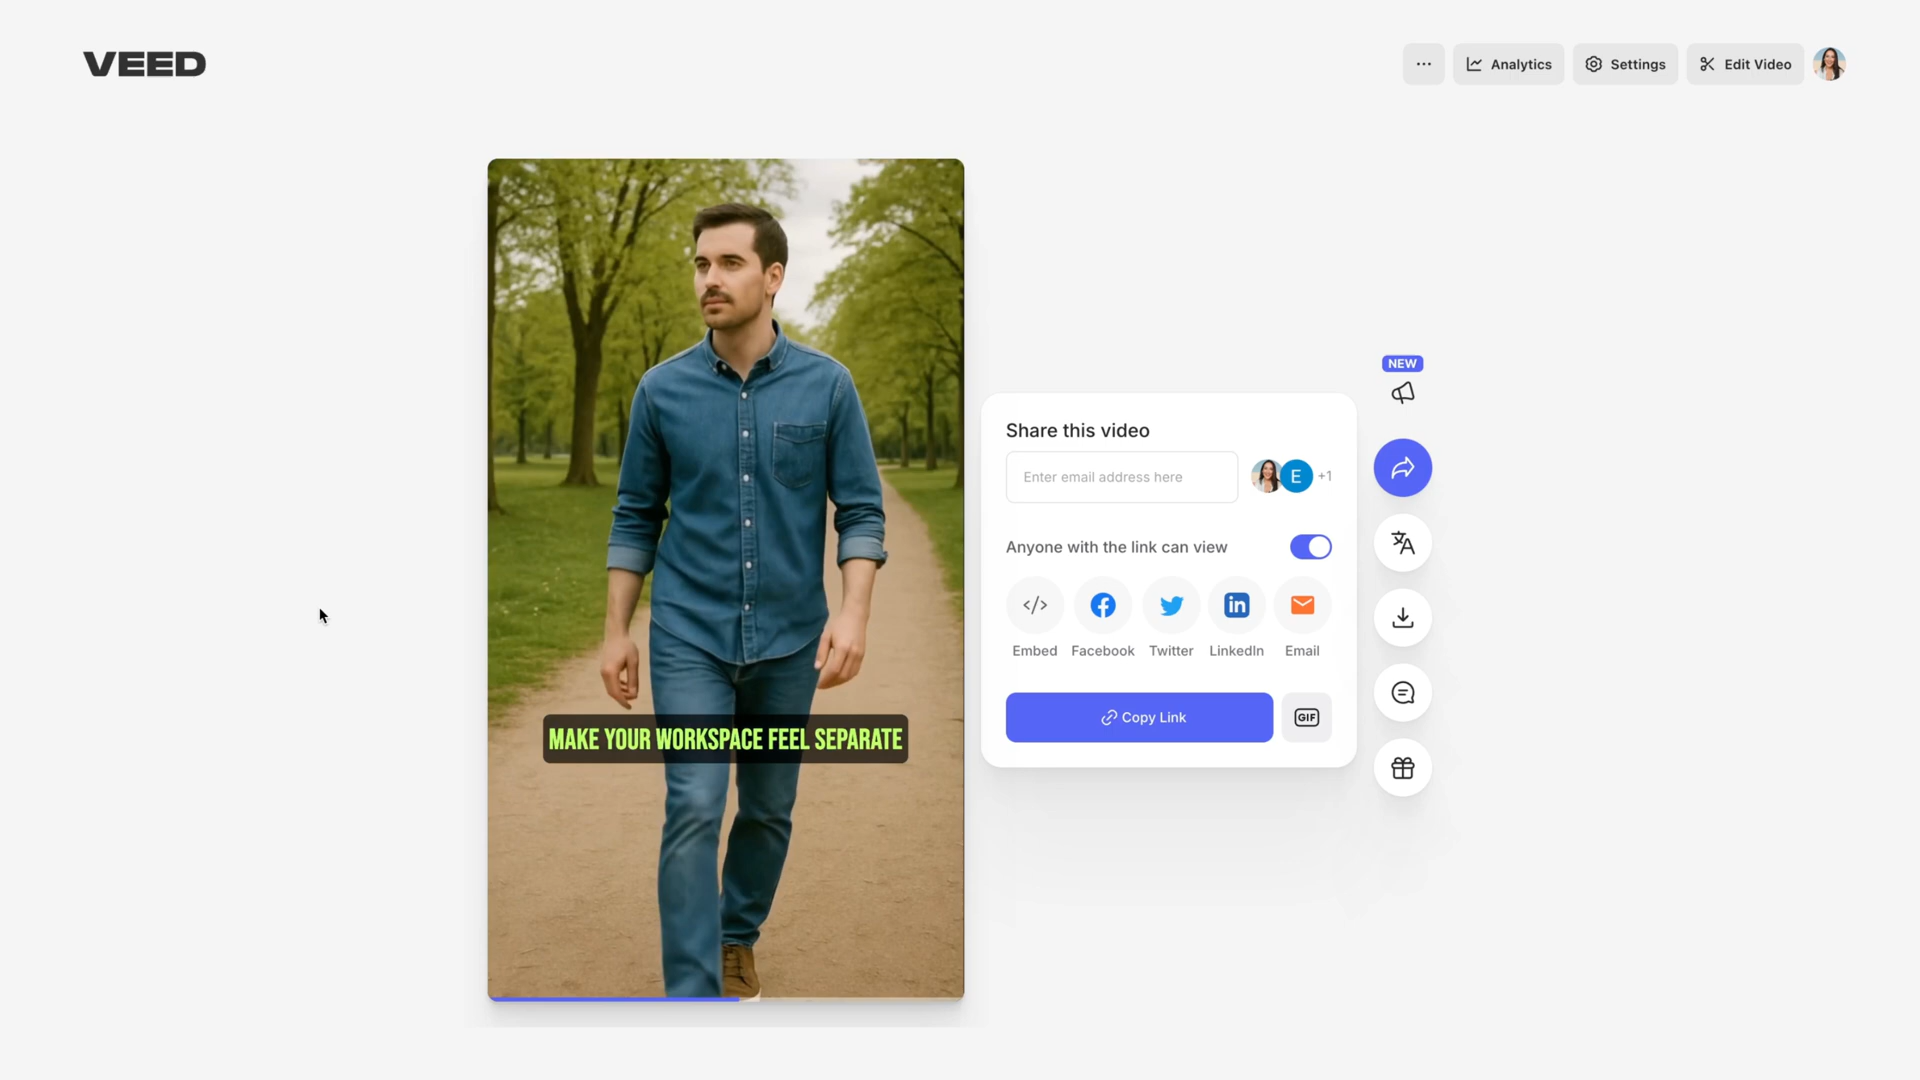 VEED
Analytics
Settings
Edit Video
NEW
Share this video
Enter email address here
E
+1
Anyone with the link can view
Embed
Facebook
Twitter
LinkedIn
Email
Copy Link
GIF
MAKE YOUR WORKSPACE FEEL SEPARATE